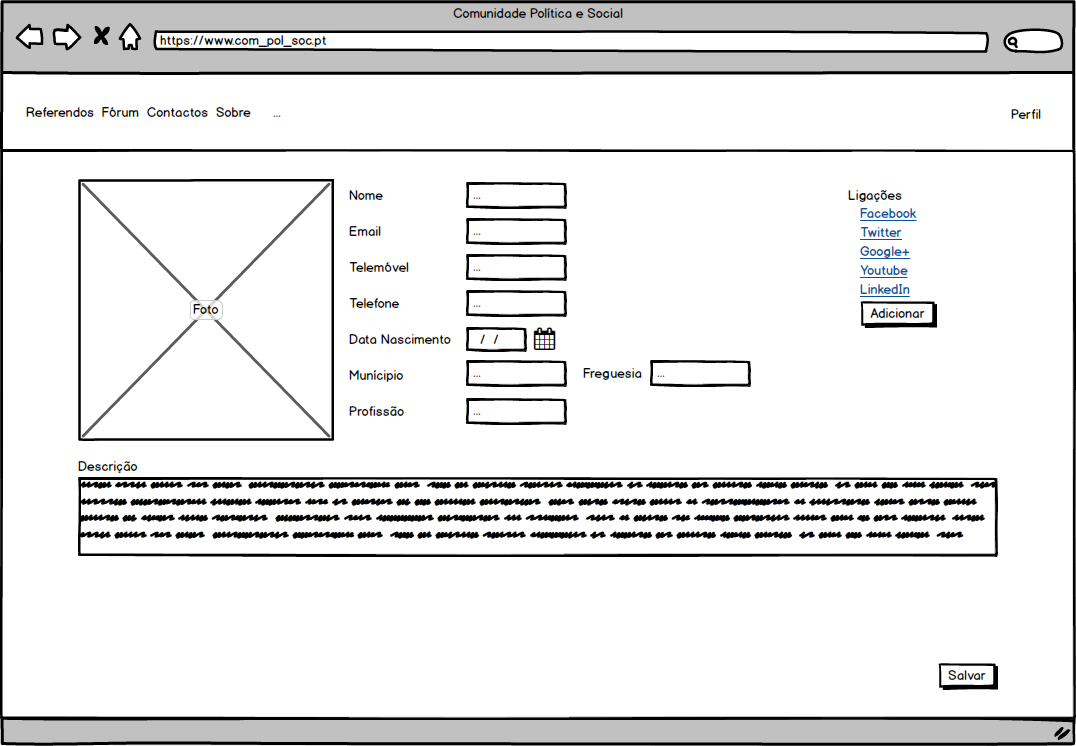 Comunidade Política e Social
https://www.com_pol_soc.pt
Referendos Fórum Contactos Sobre ... Perfil
Foto
Nome ...
Email ...
Telemóvel ...
Telefone ...
Data Nascimento / /
Munícipio ... Freguesia ...
Profissão ...
Ligações
Facebook
Twitter
Google+
Youtube
LinkedIn
Adicionar
Descrição
Salvar